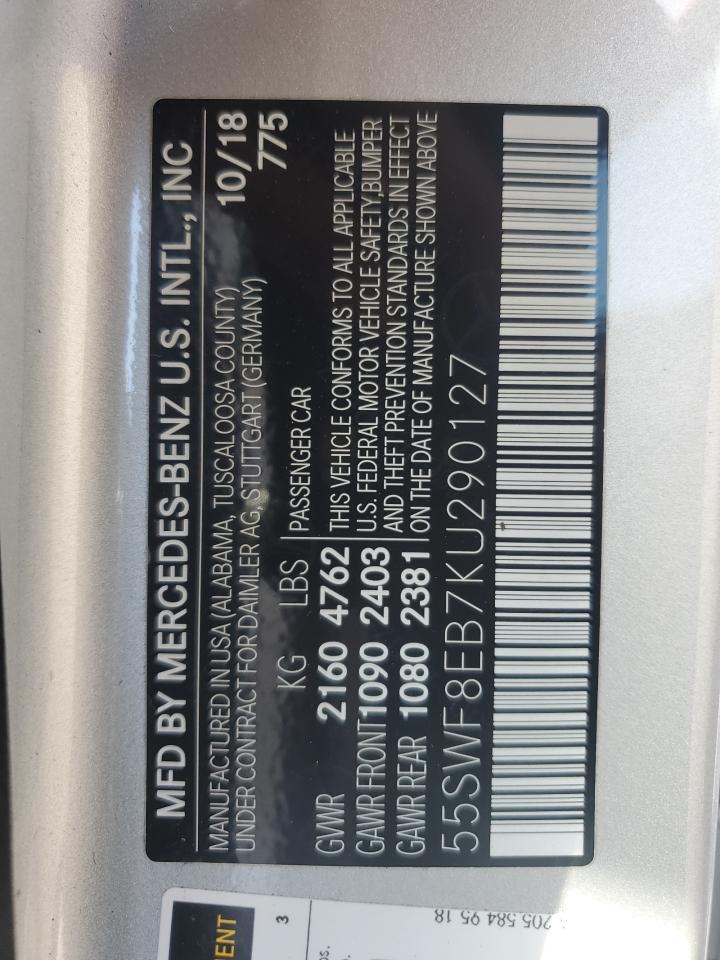 MFD BY MERCEDES-BENZ U.S. INTL., INC
MANUFACTURED IN USA (ALABAMA, TUSCALOOSA COUNTY) 10/18
UNDER CONTRACT FOR DAIMLER AG, STUTTGART (GERMANY) 775
KG LBS PASSENGER CAR
GVWR 2160 4762 THIS VEHICLE CONFORMS TO ALL APPLICABLE
GAWR FRONT 1090 2403 U.S. FEDERAL MOTOR VEHICLE SAFETY,BUMPER
GAWR REAR 1080 2381 AND THEFT PREVENTION STANDARDS IN EFFECT
ON THE DATE OF MANUFACTURE SHOWN ABOVE
55SWF8EB7KU290127
3
205 584 95 18